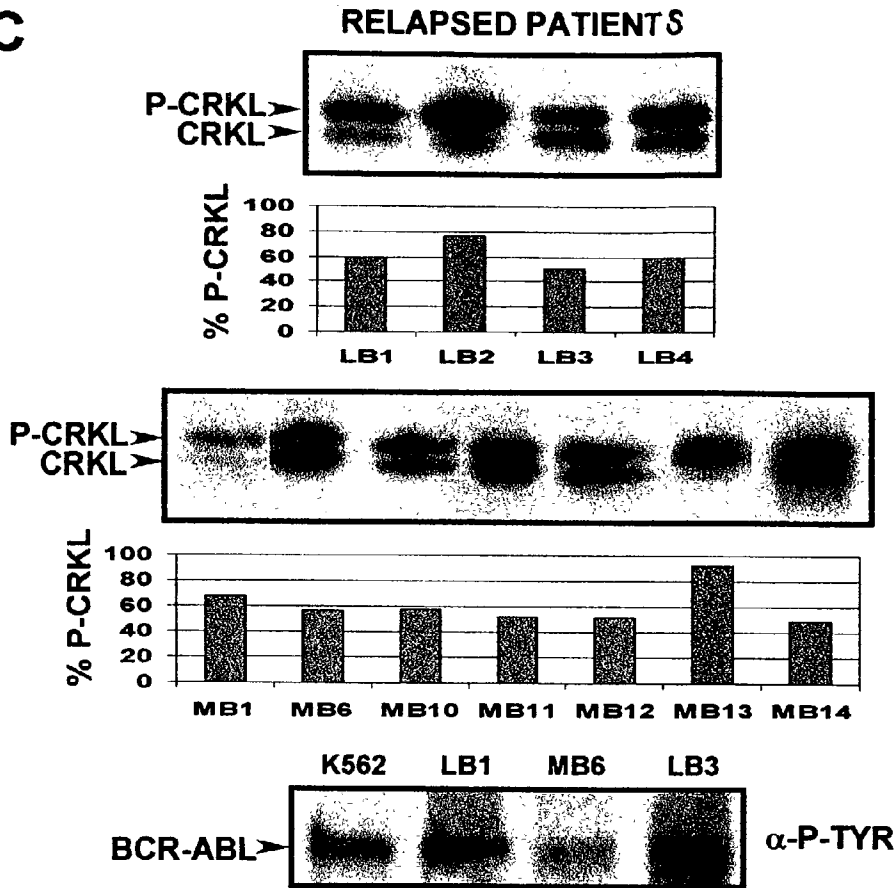 C
RELAPSED PATIENTS
P-CRKL
CRKL
% P-CRKL
100
80
60
40
20
0
LB1 LB2 LB3 LB4
P-CRKL
CRKL
% P-CRKL
100
80
60
40
20
0
MB1 MB6 MB10 MB11 MB12 MB13 MB14
K562 LB1 MB6 LB3
BCR-ABL α-P-TYR